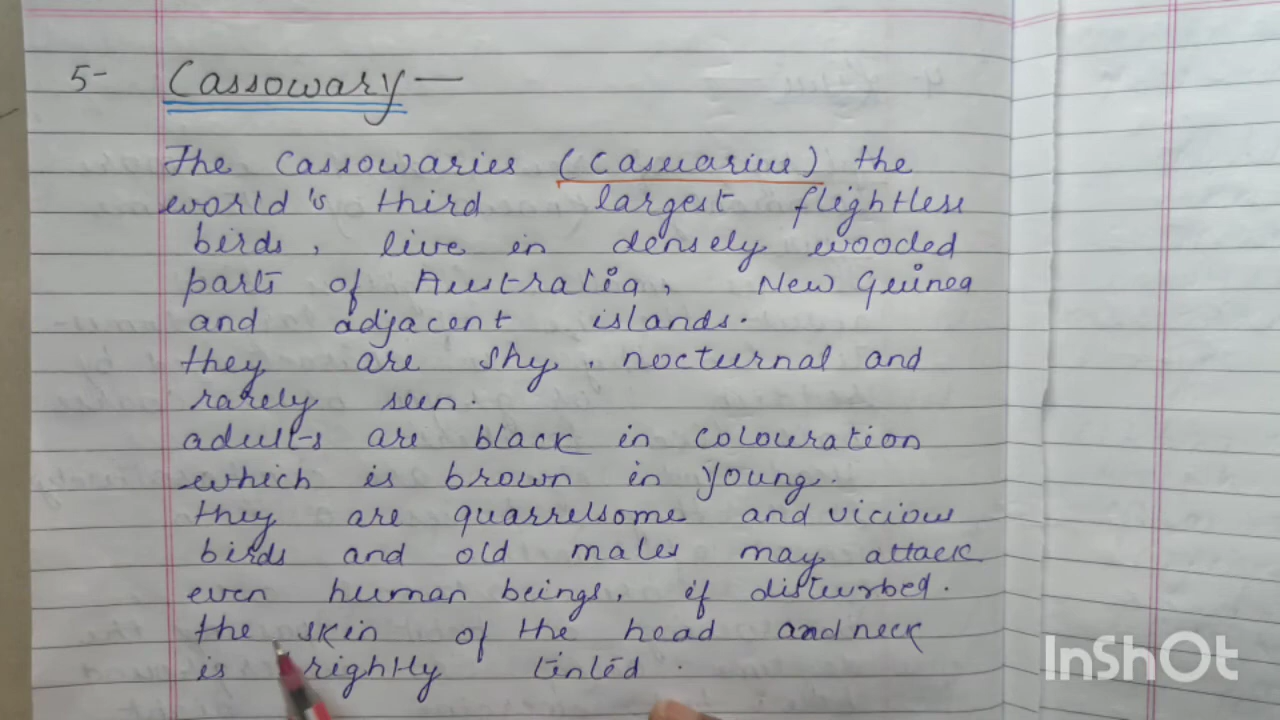 5- Cassowary —
The Cassowaries (Casuarius) the
world's third largest flightless
birds, live in densely wooded
parts of Australia, New Guinea
and adjacent islands.
they are shy, nocturnal and
rarely seen.
adults are black in colouration
which is brown in young.
they are quarrelsome and vicious
birds and old males may attack
even human beings, if disturbed.
the skin of the head and neck
is rightly tinted.
InShOt